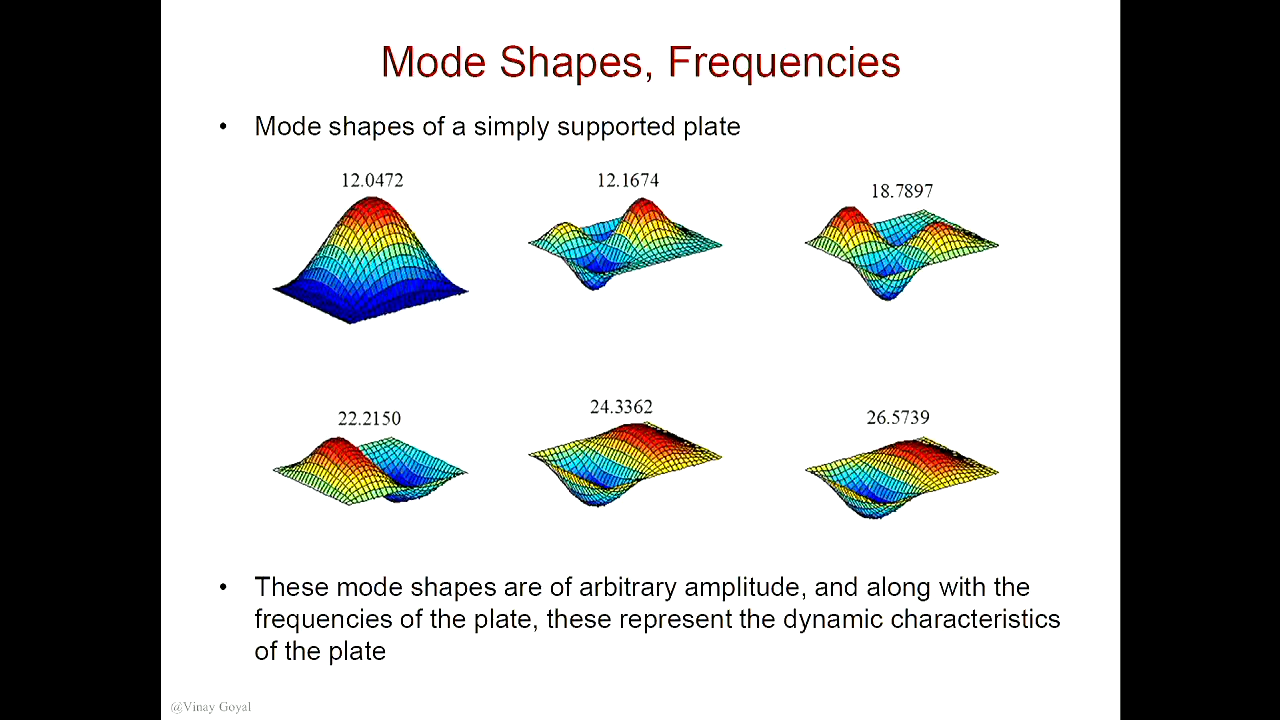 Mode Shapes, Frequencies
• Mode shapes of a simply supported plate
12.0472
12.1674
18.7897
22.2150
24.3362
26.5739
• These mode shapes are of arbitrary amplitude, and along with the
frequencies of the plate, these represent the dynamic characteristics
of the plate
@Vinay Goyal